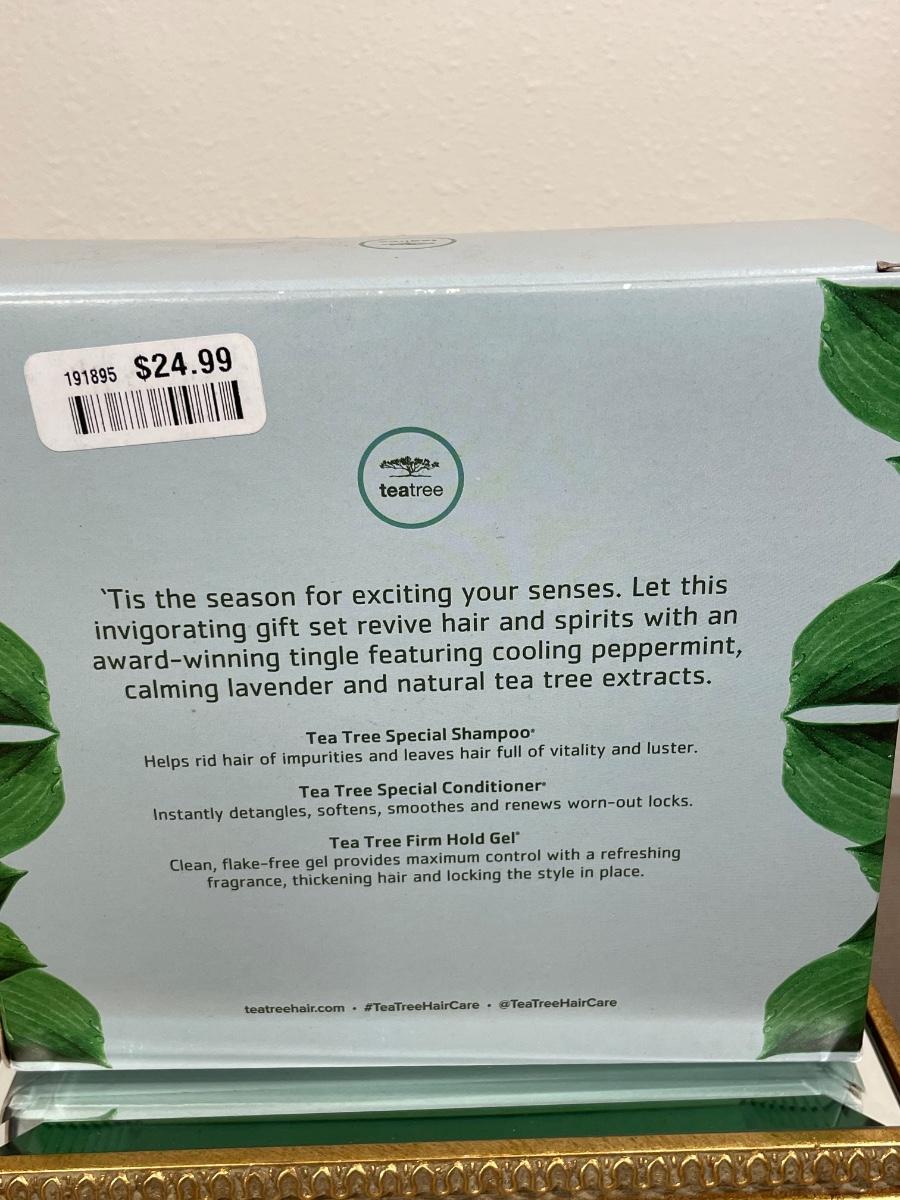 191895 $24.99
teatree
'Tis the season for exciting your senses. Let this
invigorating gift set revive hair and spirits with an
award-winning tingle featuring cooling peppermint,
calming lavender and natural tea tree extracts.
Tea Tree Special Shampoo®
Helps rid hair of impurities and leaves hair full of vitality and luster.
Tea Tree Special Conditioner®
Instantly detangles, softens, smoothes and renews worn-out locks.
Tea Tree Firm Hold Gel®
Clean, flake-free gel provides maximum control with a refreshing
fragrance, thickening hair and locking the style in place.
teatreehair.com • #TeaTreeHairCare • @TeaTreeHairCare